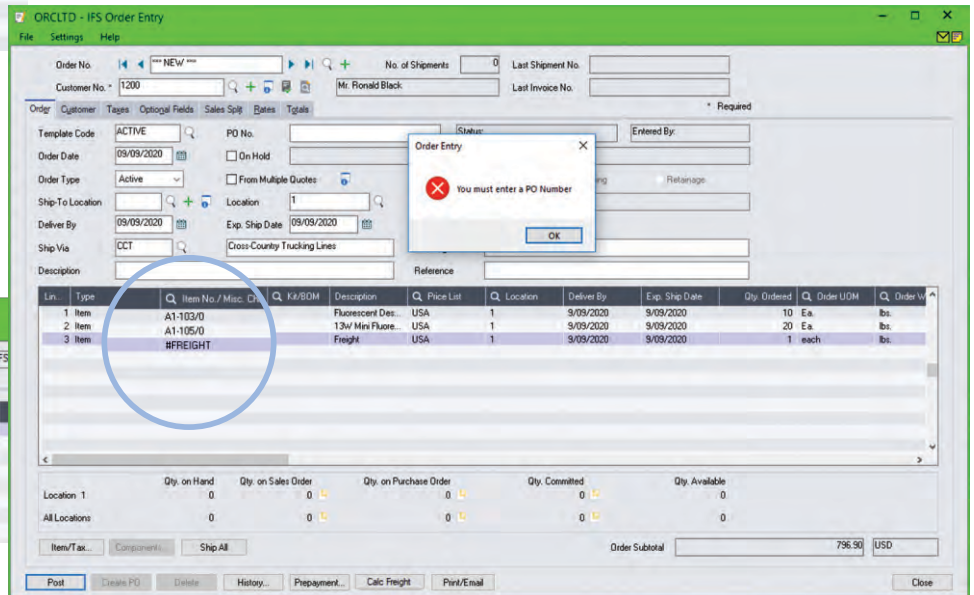 ORCLTD - IFS Order Entry
File Settings Help
Order No. *** NEW *** No. of Shipments 0 Last Shipment No.
Customer No. * 1200 Mr. Ronald Black Last Invoice No.
Order Customer Taxes Optional Fields Sales Split Rates Totals * Required
Template Code ACTIVE PO No. Status: Entered By:
Order Date 09/09/2020 On Hold
Order Type Active From Multiple Quotes Retainage
Ship-To Location Location 1
Deliver By 09/09/2020 Exp. Ship Date 09/09/2020
Ship Via CCT Cross-County Trucking Lines
Description Reference
Order Entry
You must enter a PO Number
OK
Lin... Type Item No./Misc. Ch Kit/BOM Description Price List Location Deliver By Exp. Ship Date Qty. Ordered Order UOM Order W
1 Item A1-103/0 Fluorescent Des... USA 1 9/09/2020 9/09/2020 10 Ea. lbs.
2 Item A1-105/0 13W Mini Fluore... USA 1 9/09/2020 9/09/2020 20 Ea. lbs.
3 Item #FREIGHT Freight USA 1 9/09/2020 9/09/2020 1 each lbs.
Qty. on Hand Qty. on Sales Order Qty. on Purchase Order Qty. Committed Qty. Available
Location 1 0 0 0 0 0
All Locations 0 0 0 0 0
Item/Tax... Components... Ship All Order Subtotal 796.90 USD
Post Create PO Delete History... Prepayment... Calc Freight Print/Email Close